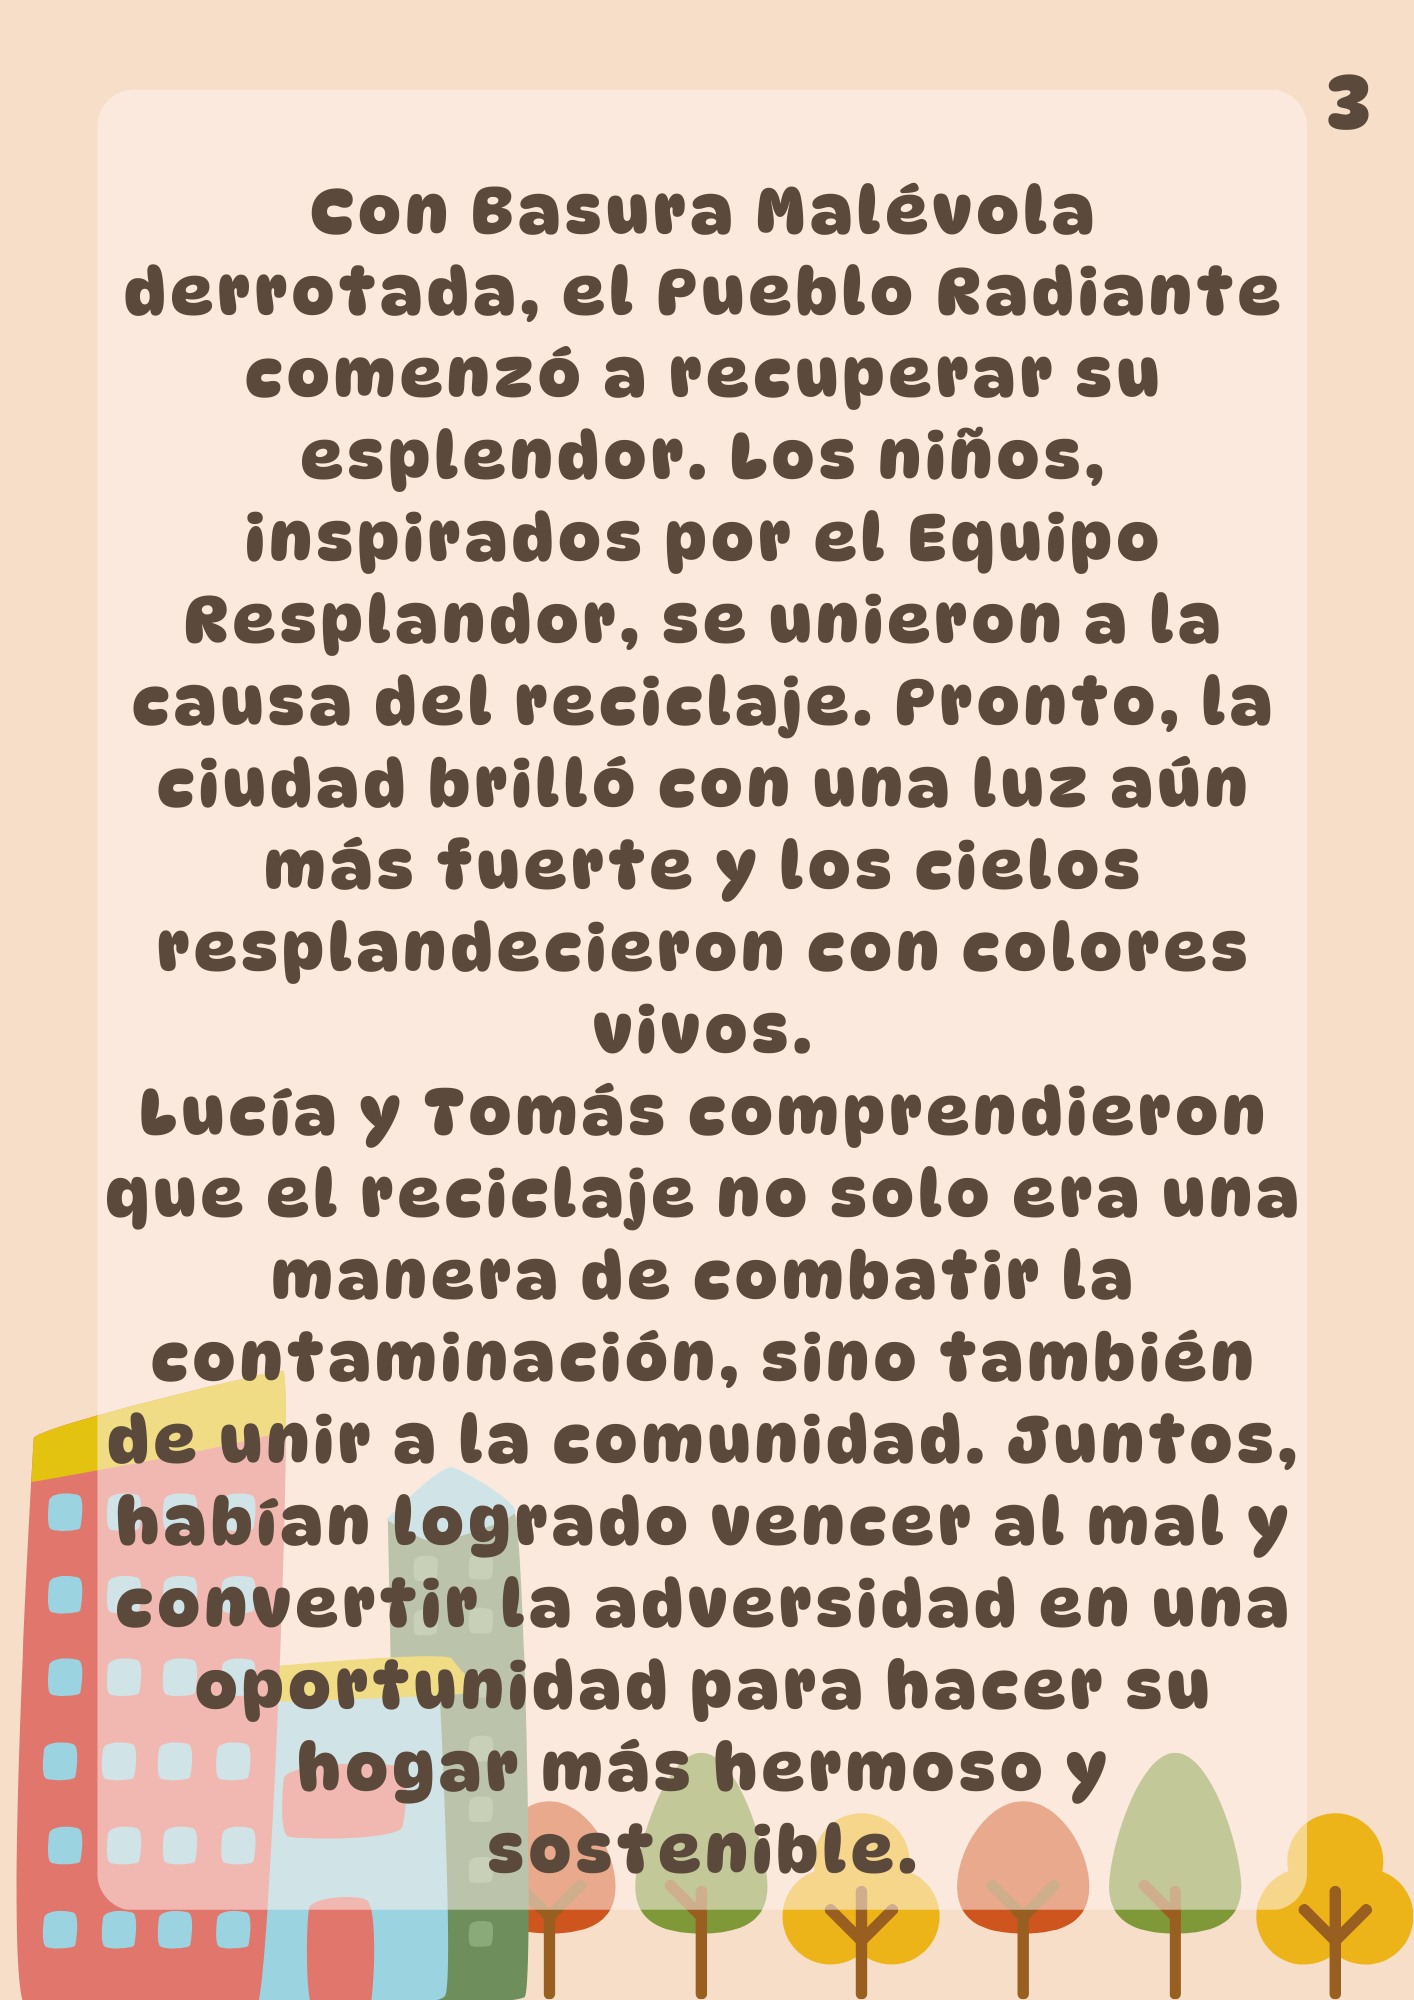 3
Con Basura Malévola
derrotada, el Pueblo Radiante
comenzó a recuperar su
esplendor. Los niños,
inspirados por el Equipo
Resplandor, se unieron a la
causa del reciclaje. Pronto, la
ciudad brilló con una luz aún
más fuerte y los cielos
resplandecieron con colores
vivos.
Lucía y Tomás comprendieron
que el reciclaje no solo era una
manera de combatir la
contaminación, sino también
de unir a la comunidad. Juntos,
habían logrado vencer al mal y
convertir la adversidad en una
oportunidad para hacer su
hogar más hermoso y
sostenible.